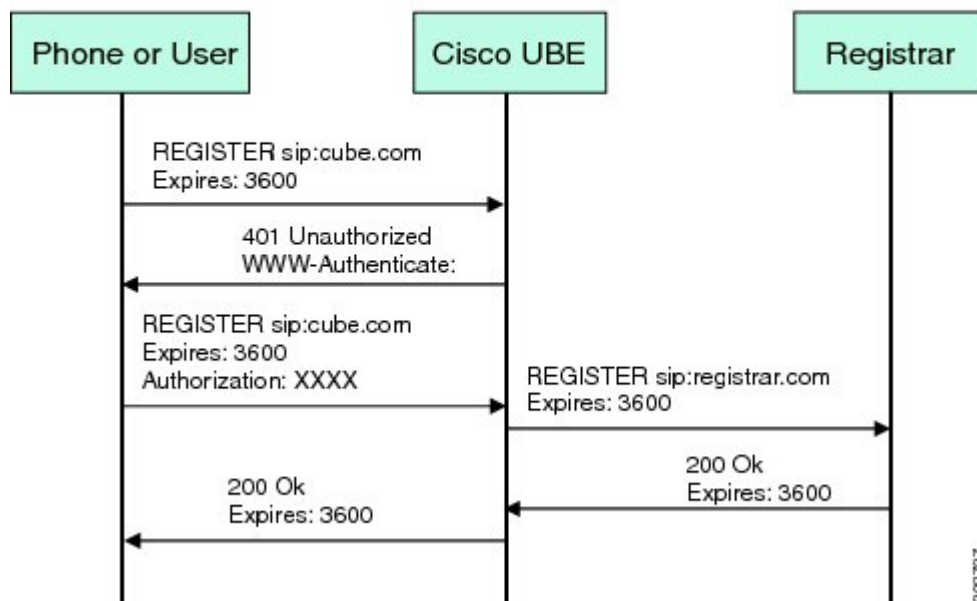 Phone or User
Cisco UBE
Registrar
REGISTER sip:cube.com
Expires: 3600
401 Unauthorized
WWW-Authenticate:
REGISTER sip:cube.com
Expires: 3600
Authorization: XXXX
REGISTER sip:registrar.com
Expires: 3600
200 Ok
Expires: 3600
200 Ok
Expires: 3600